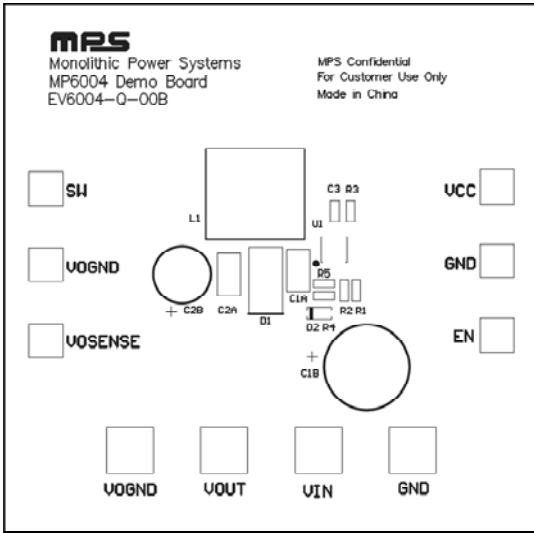 mps
Monolithic Power Systems
MP6004 Demo Board
EV6004-Q-00B
MPS Confidential
For Customer Use Only
Made in China
SW
L1
C3 R3
U1
VCC
VOGND
GND
R5
C1A
+ C2B
C2A
D1
R2 R1
D2 R4
VOSENSE
EN
+
C1B
VOGND
VOUT
VIN
GND